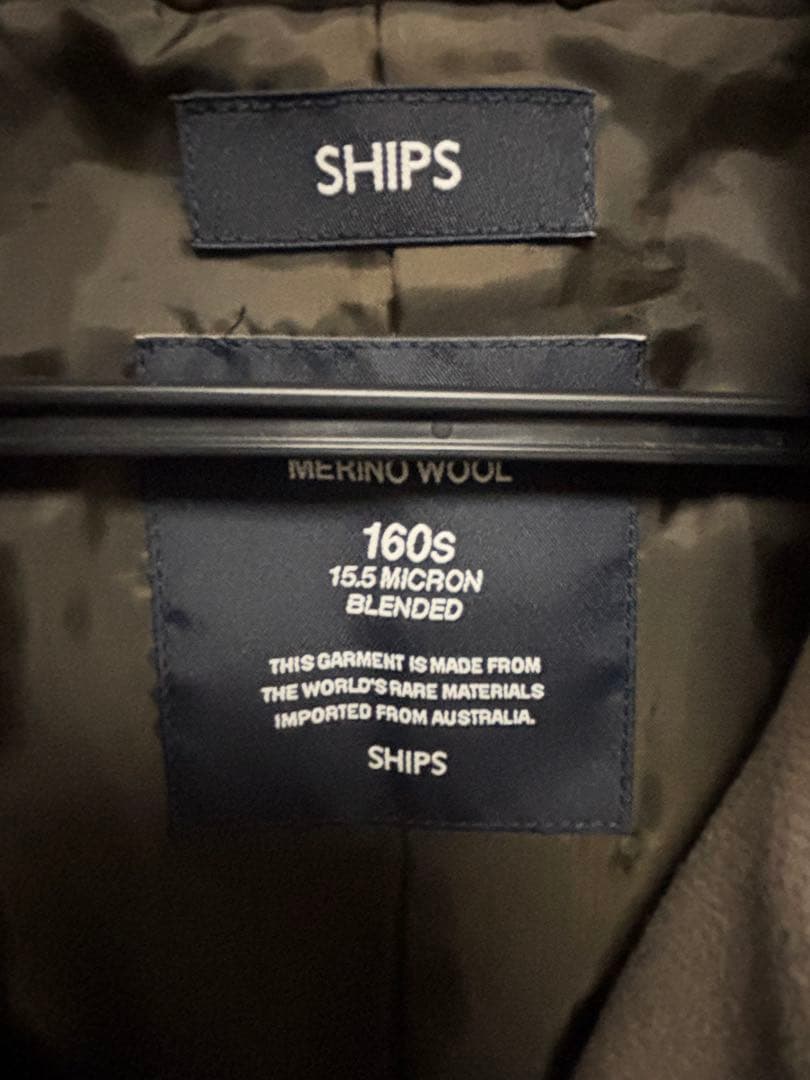 SHIPS
MERINO WOOL
160s
15.5 MICRON
BLENDED
THIS GARMENT IS MADE FROM
THE WORLD'S RARE MATERIALS
IMPORTED FROM AUSTRALIA.
SHIPS